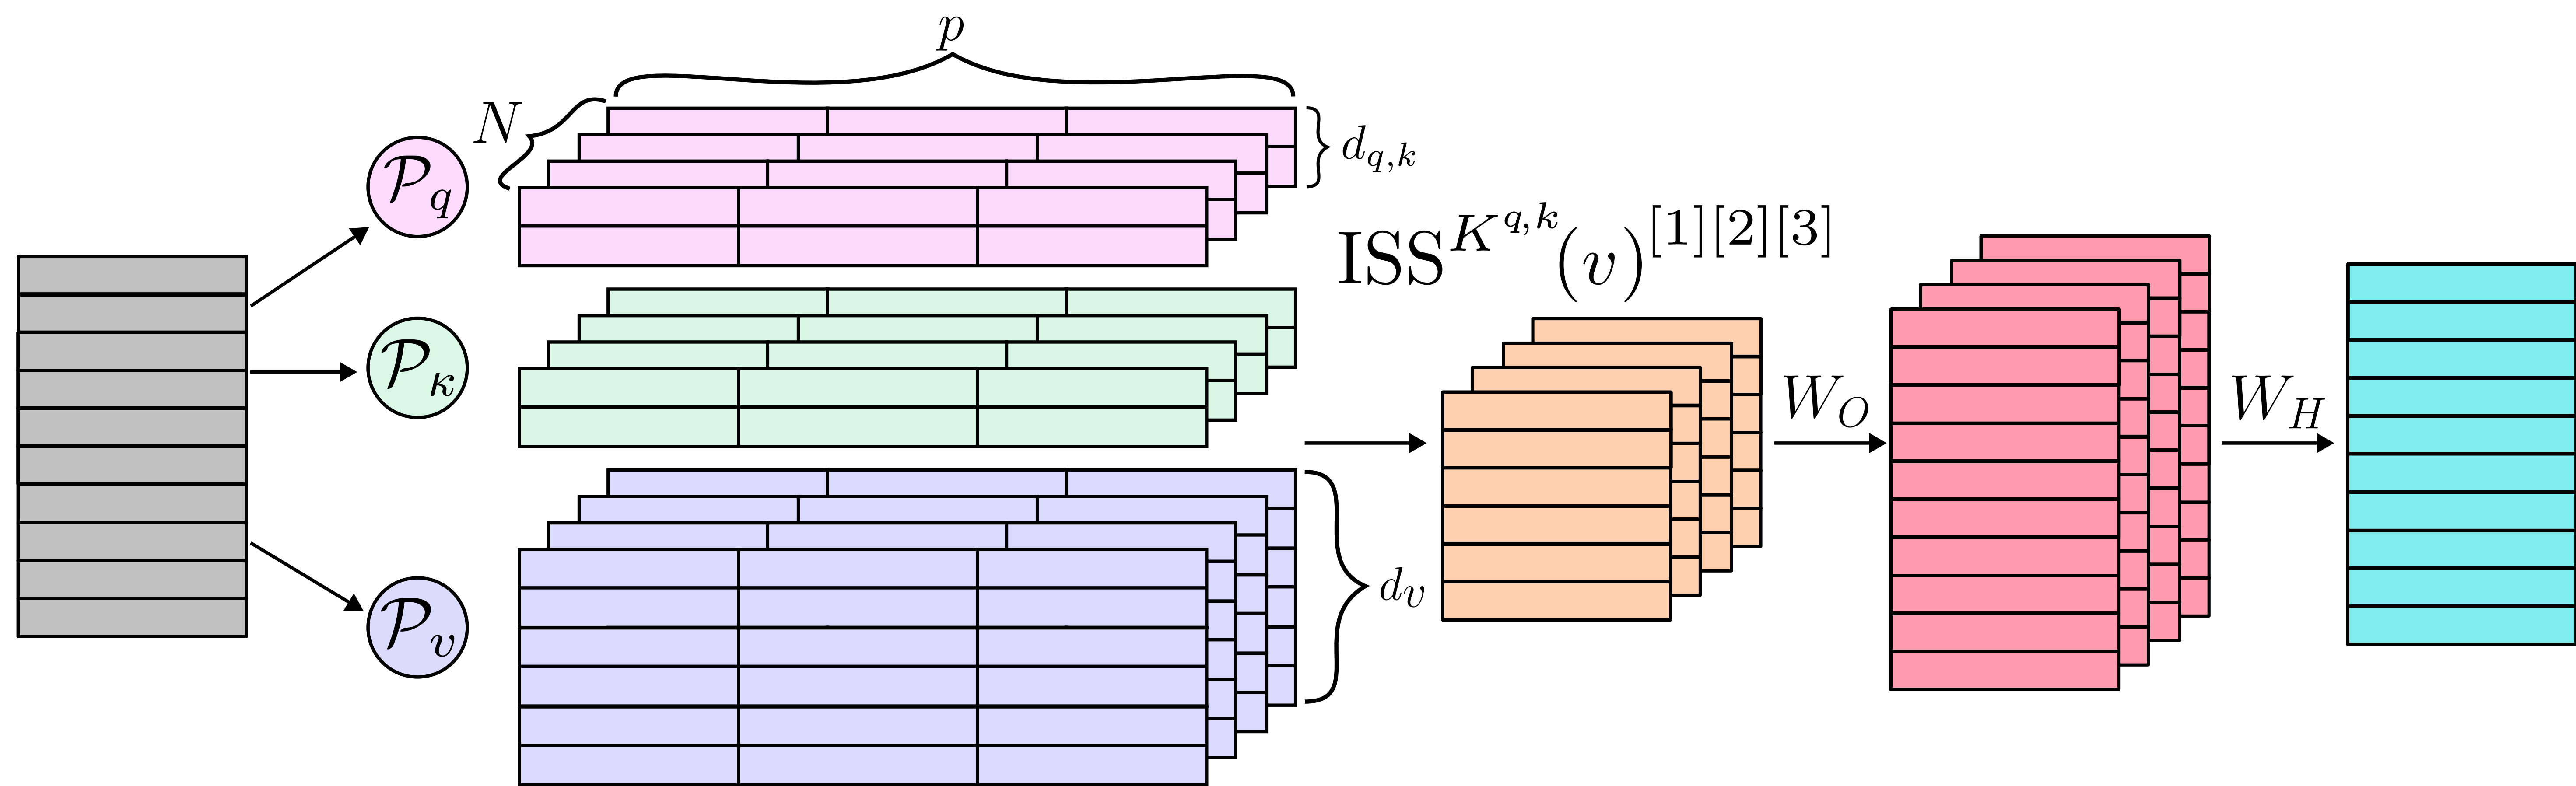 p
N
𝒫_q
d_{q,k}
ISS^{K^{q,k}}(v)^{[1][2][3]}
𝒫_κ
W_O
W_H
d_v
𝒫_v